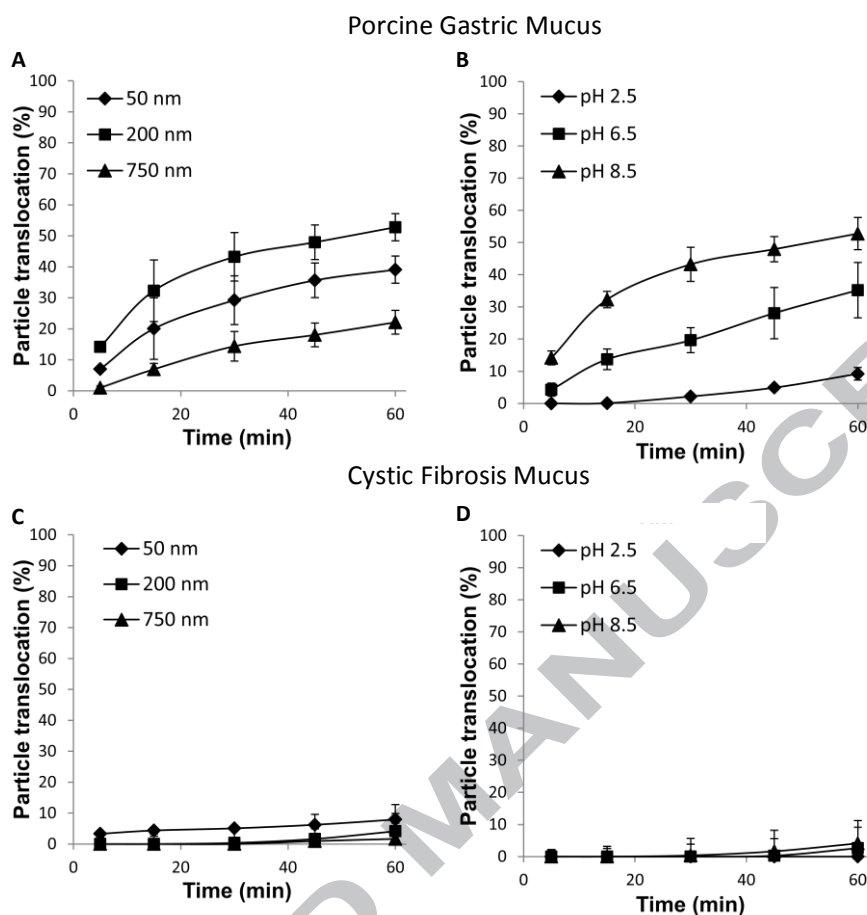 Porcine Gastric Mucus
A
B
100
90
80
70
60
50
40
30
20
10
0
Particle translocation (%)
50 nm
200 nm
750 nm
0
20
40
60
Time (min)
100
90
80
70
60
50
40
30
20
10
0
Particle translocation (%)
pH 2.5
pH 6.5
pH 8.5
0
20
40
60
Time (min)
Cystic Fibrosis Mucus
C
D
100
90
80
70
60
50
40
30
20
10
0
Particle translocation (%)
50 nm
200 nm
750 nm
0
20
40
60
Time (min)
100
90
80
70
60
50
40
30
20
10
0
Particle translocation (%)
pH 2.5
pH 6.5
pH 8.5
0
20
40
60
Time (min)
D MANUSCR